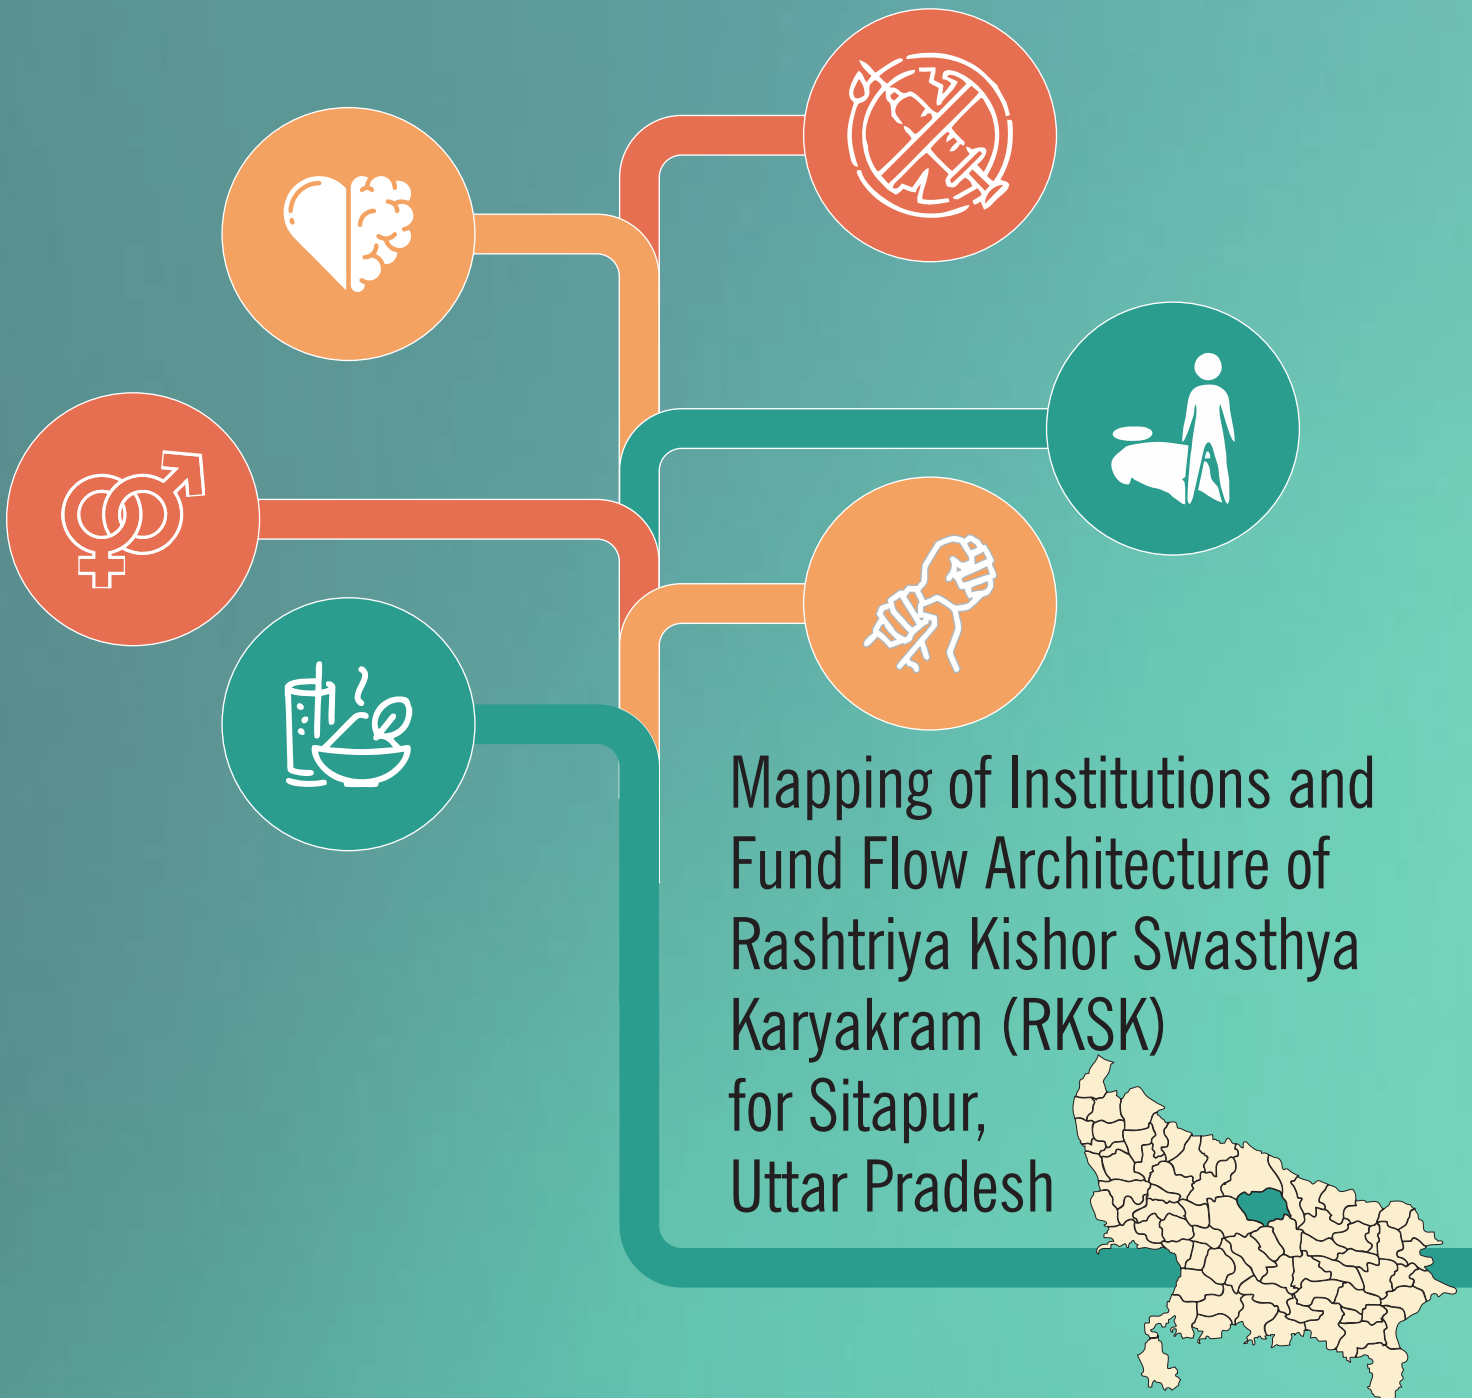 Mapping of Institutions and
Fund Flow Architecture of
Rashtriya Kishor Swasthya
Karyakram (RKSK)
for Sitapur,
Uttar Pradesh